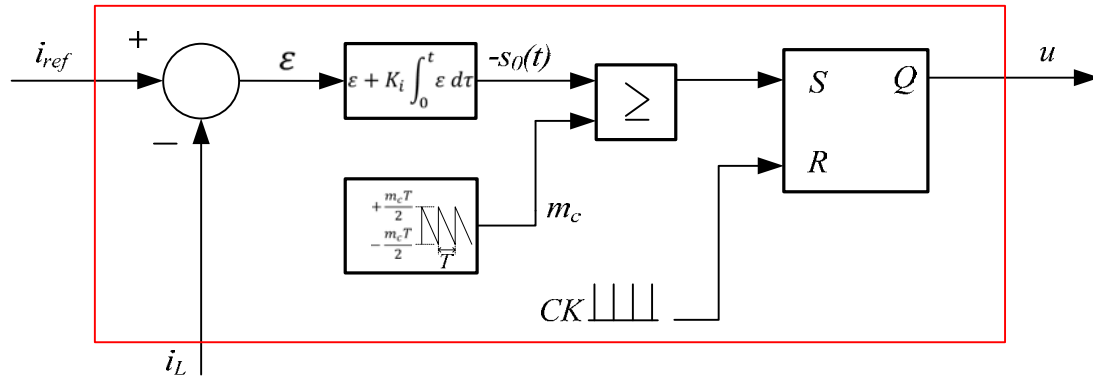 i_ref
+
ε
ε + K_i ∫_0^t ε dτ
-s_0(t)
≥
S
Q
u
−
R
+ m_cT/2
− m_cT/2
T
m_c
CK
i_L